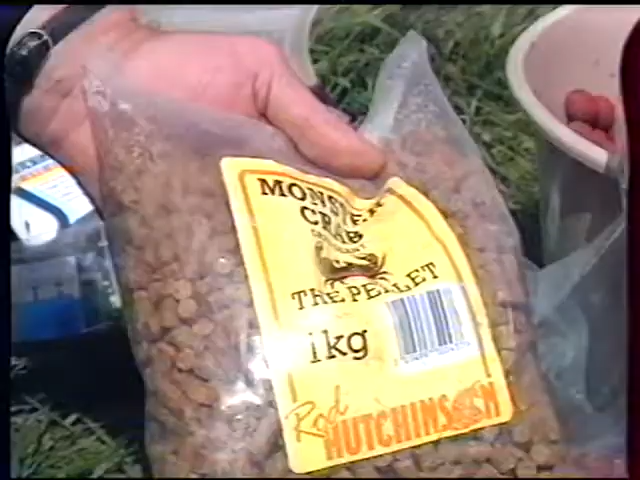 MONSTER
CRAB
THE PELLET
1kg
Rod
HUTCHINSON